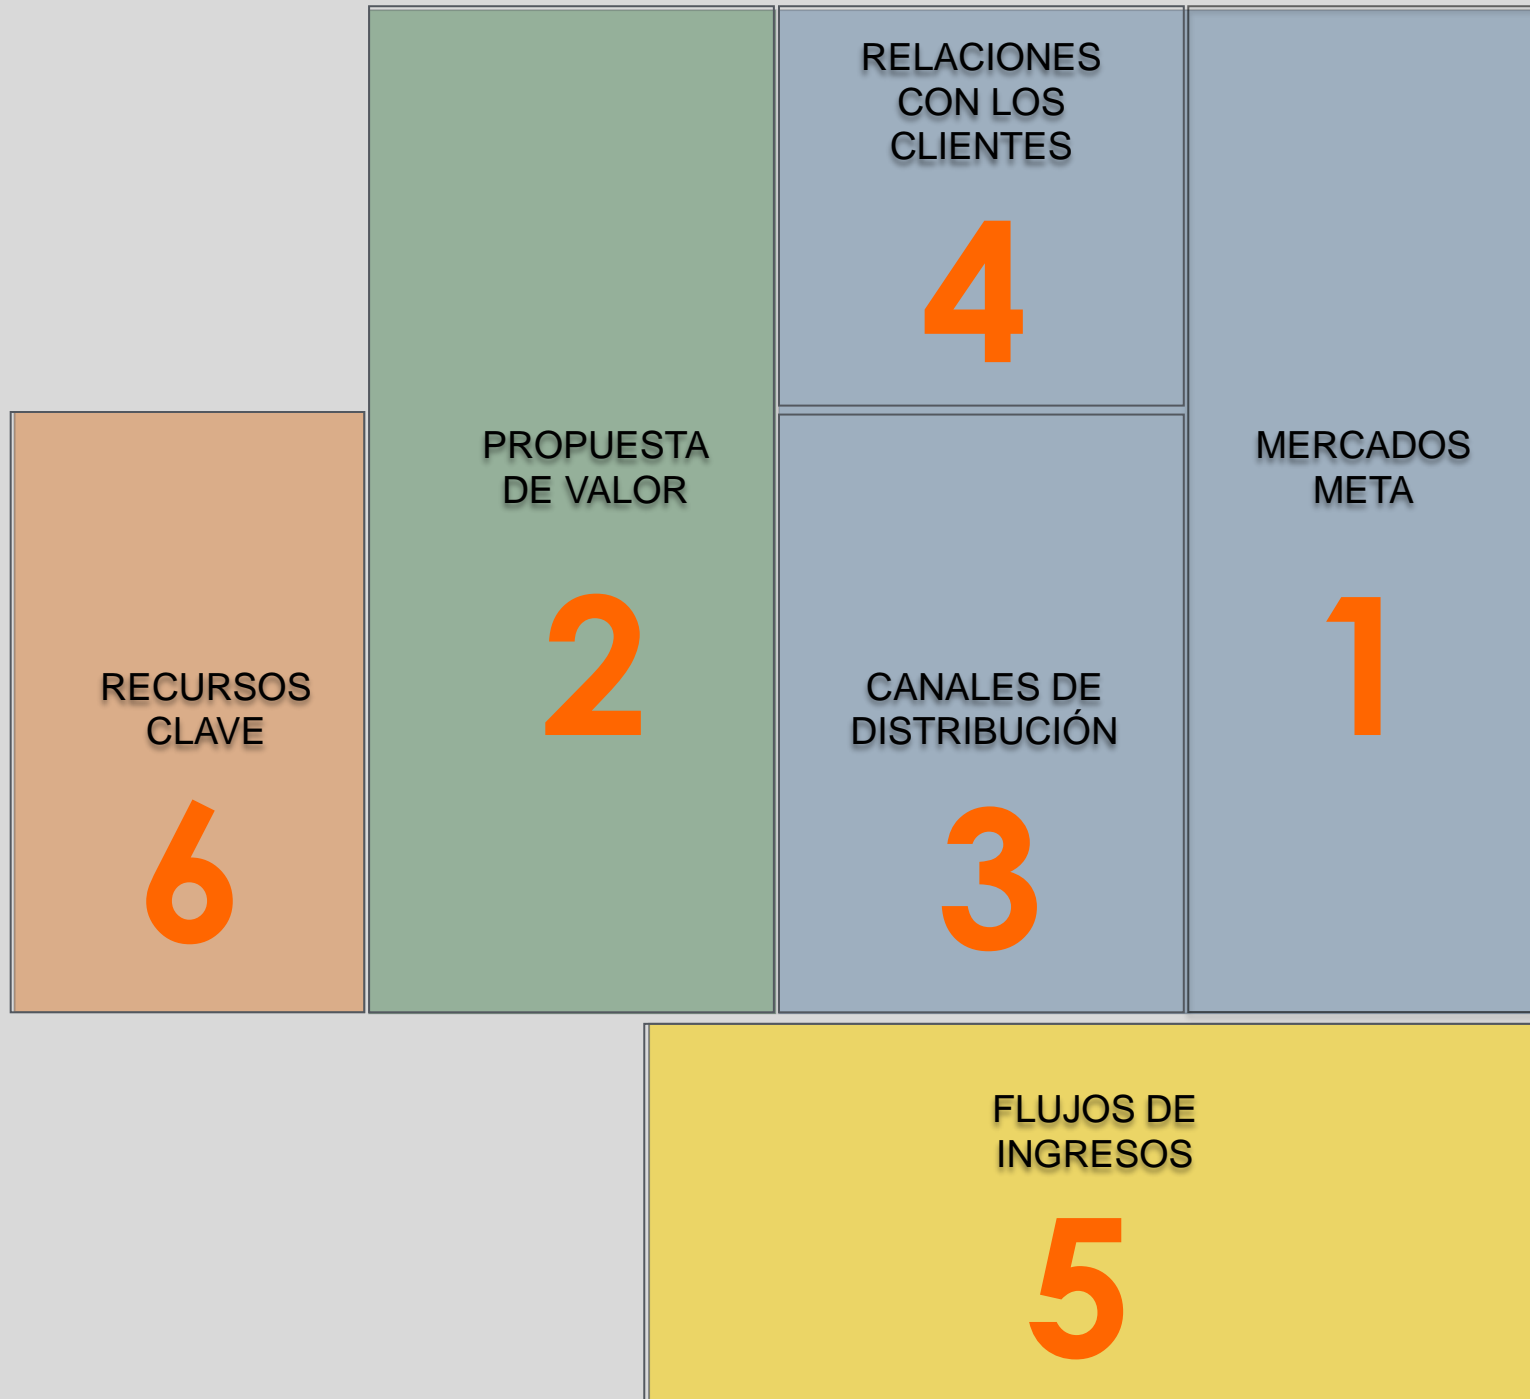 RELACIONES
CON LOS
CLIENTES
4
PROPUESTA
DE VALOR
2
MERCADOS
META
1
RECURSOS
CLAVE
6
CANALES DE
DISTRIBUCIÓN
3
FLUJOS DE
INGRESOS
5